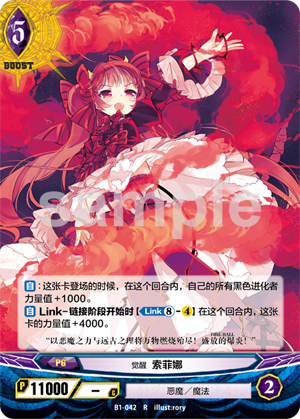 5
BOOST
sample
自:这张卡登场的时候，在这个回合内，自己的所有黑色进化者
力量值+1000。
自 Link-链接阶段开始时【Link 8 - 4】在这个回合内，这张
卡的力量值+4000。
"以恶魔之力与远古之理将万物燃烧殆尽！盛放的爆炎！"
FIRE BALL
P6
觉醒 索菲娜
P 11000 - G
恶魔／魔法
2
B1-042 R illust:rory